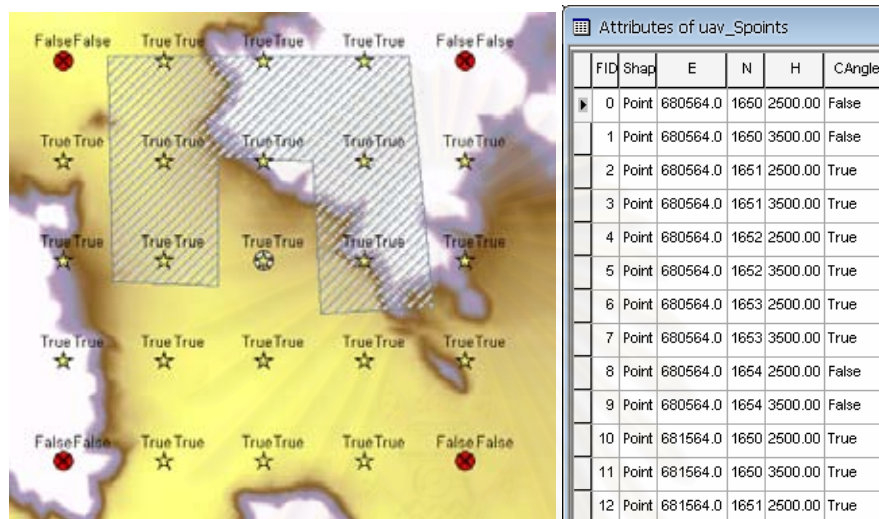 FalseFalse TrueTrue TrueTrue TrueTrue False False
TrueTrue TrueTrue TrueTrue TrueTrue TrueTrue
TrueTrue TrueTrue TrueTrue TrueTrue TrueTrue
TrueTrue TrueTrue TrueTrue TrueTrue TrueTrue
FalseFalse TrueTrue TrueTrue TrueTrue False False
Attributes of uav_Spoints
FID Shap E N H CAngle
0 Point 680564.0 1650 2500.00 False
1 Point 680564.0 1650 3500.00 False
2 Point 680564.0 1651 2500.00 True
3 Point 680564.0 1651 3500.00 True
4 Point 680564.0 1652 2500.00 True
5 Point 680564.0 1652 3500.00 True
6 Point 680564.0 1653 2500.00 True
7 Point 680564.0 1653 3500.00 True
8 Point 680564.0 1654 2500.00 False
9 Point 680564.0 1654 3500.00 False
10 Point 681564.0 1650 2500.00 True
11 Point 681564.0 1650 3500.00 True
12 Point 681564.0 1651 2500.00 True